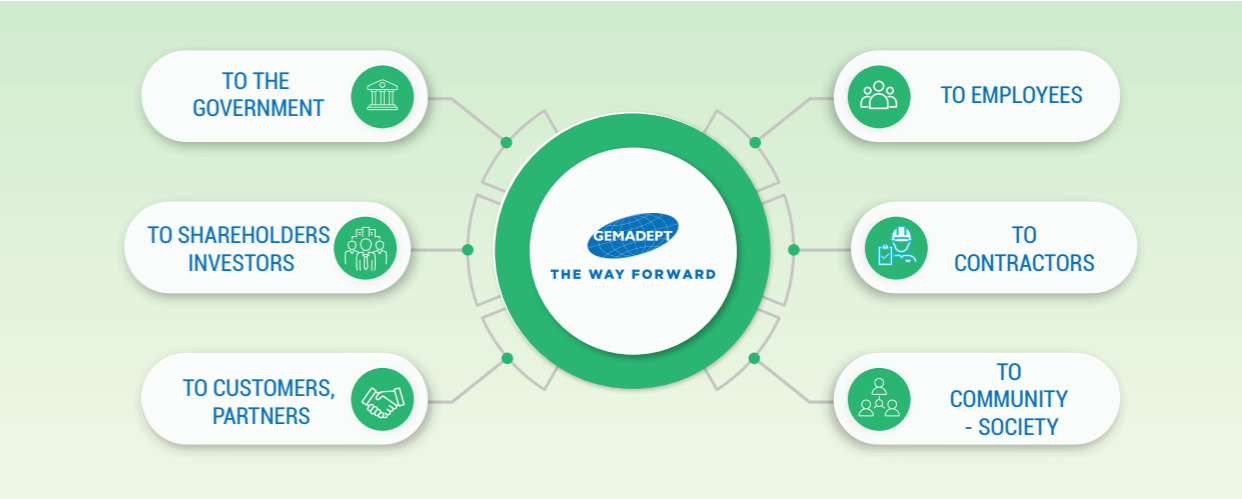 TO THE
GOVERNMENT
TO SHAREHOLDERS
INVESTORS
TO CUSTOMERS,
PARTNERS
GEMADEPT
THE WAY FORWARD
TO EMPLOYEES
TO
CONTRACTORS
TO
COMMUNITY
- SOCIETY